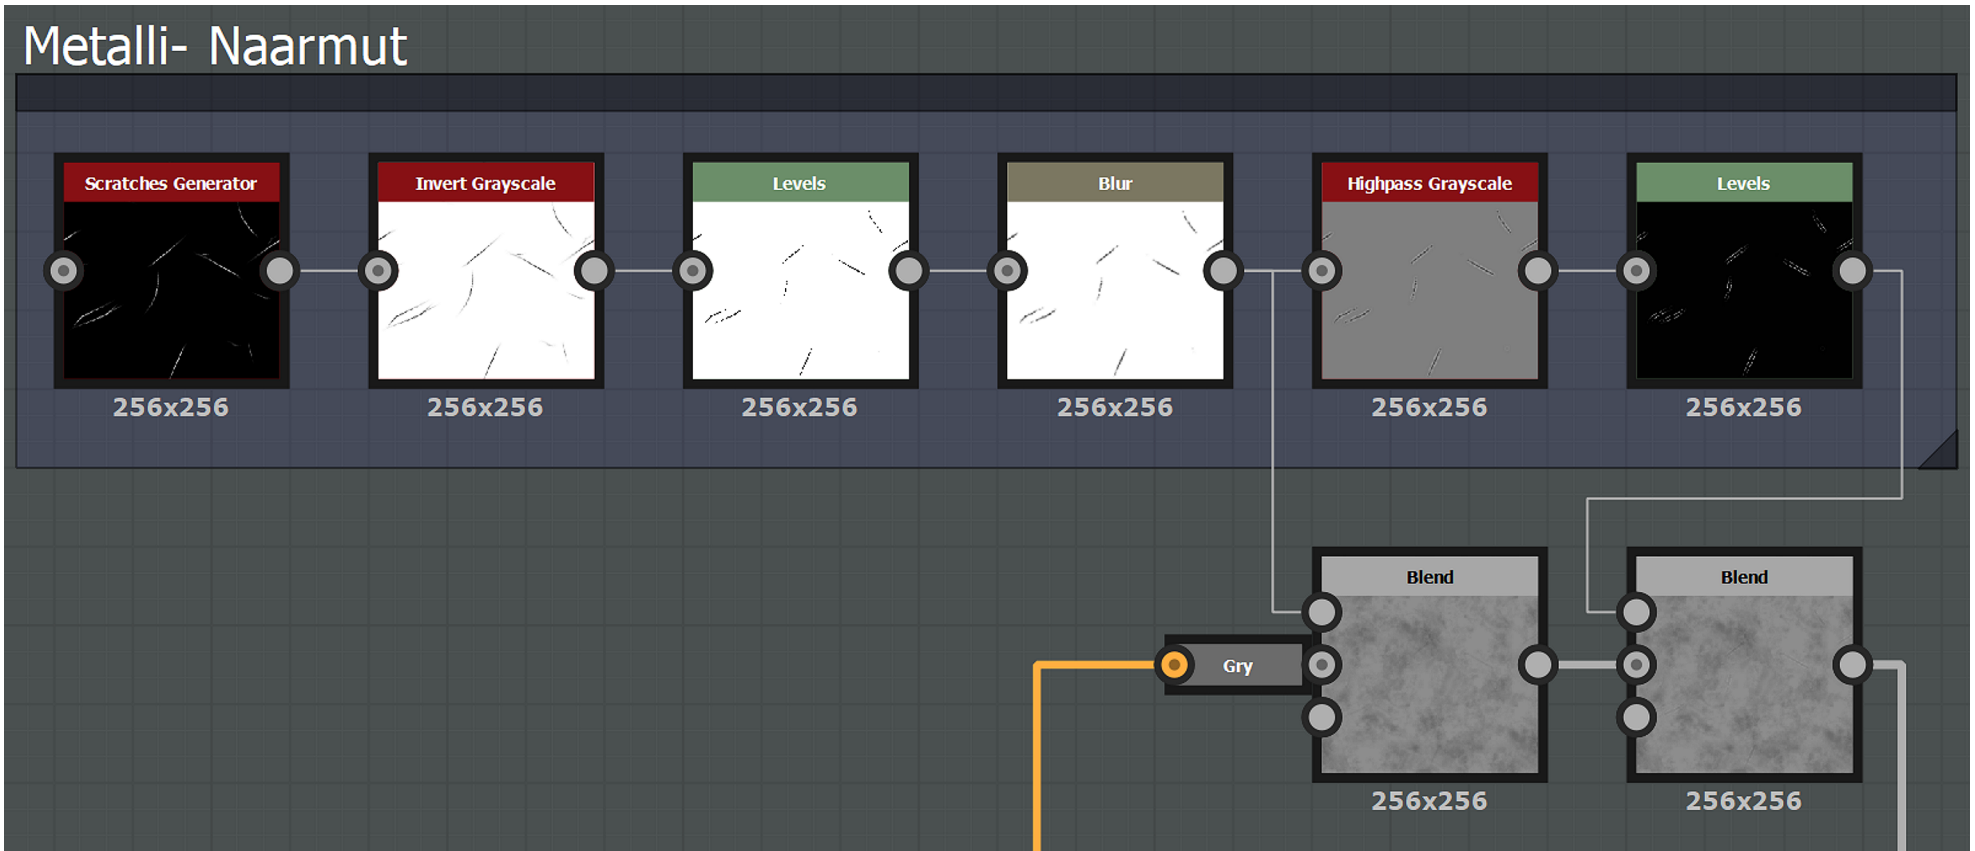 Metalli- Naarmut
Scratches Generator
Invert Grayscale
Levels
Blur
Highpass Grayscale
Levels
256x256
256x256
256x256
256x256
256x256
256x256
Blend
Blend
Gry
256x256
256x256